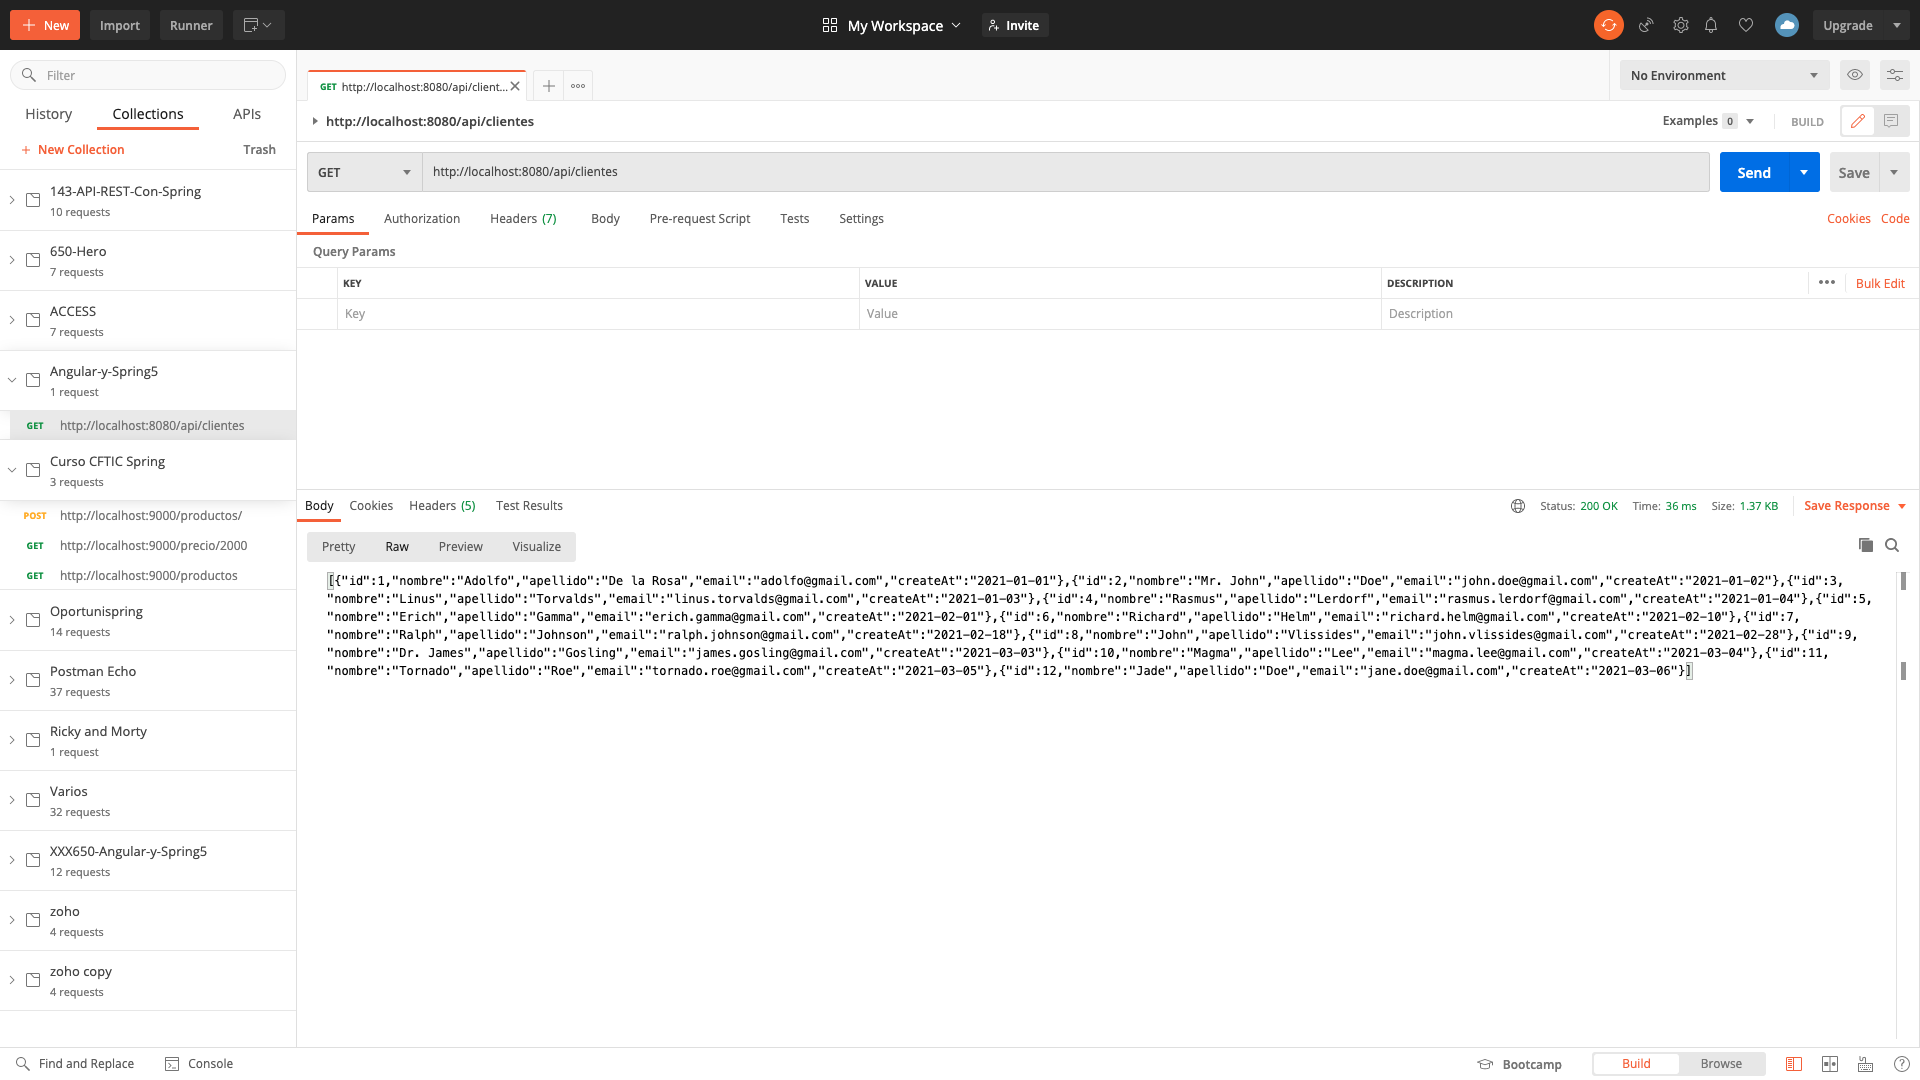 New
Import
Runner
My Workspace
Invite
Upgrade
Filter
History
Collections
APIs
New Collection
Trash
143-API-REST-Con-Spring
10 requests
650-Hero
7 requests
ACCESS
7 requests
Angular-y-Spring5
1 request
GET http://localhost:8080/api/clientes
Curso CFTIC Spring
3 requests
POST http://localhost:9000/productos/
GET http://localhost:9000/precio/2000
GET http://localhost:9000/productos
Oportunispring
14 requests
Postman Echo
37 requests
Ricky and Morty
1 request
Varios
32 requests
XXX650-Angular-y-Spring5
12 requests
zoho
4 requests
zoho copy
4 requests
GET http://localhost:8080/api/client...
No Environment
http://localhost:8080/api/clientes
Examples 0
BUILD
GET
http://localhost:8080/api/clientes
Send
Save
Params
Authorization
Headers (7)
Body
Pre-request Script
Tests
Settings
Cookies
Code
Query Params
KEY
VALUE
DESCRIPTION
Bulk Edit
Key
Value
Description
Body
Cookies
Headers (5)
Test Results
Status: 200 OK
Time: 36 ms
Size: 1.37 KB
Save Response
Pretty
Raw
Preview
Visualize
[{"id":1,"nombre":"Adolfo","apellido":"De la Rosa","email":"adolfo@gmail.com","createAt":"2021-01-01"},{"id":2,"nombre":"Mr. John","apellido":"Doe","email":"john.doe@gmail.com","createAt":"2021-01-02"},{"id":3,
"nombre":"Linus","apellido":"Torvalds","email":"linus.torvalds@gmail.com","createAt":"2021-01-03"},{"id":4,"nombre":"Rasmus","apellido":"Lerdorf","email":"rasmus.lerdorf@gmail.com","createAt":"2021-01-04"},{"id":5,
"nombre":"Erich","apellido":"Gamma","email":"erich.gamma@gmail.com","createAt":"2021-02-01"},{"id":6,"nombre":"Richard","apellido":"Helm","email":"richard.helm@gmail.com","createAt":"2021-02-10"},{"id":7,
"nombre":"Ralph","apellido":"Johnson","email":"ralph.johnson@gmail.com","createAt":"2021-02-18"},{"id":8,"nombre":"John","apellido":"Vlissides","email":"john.vlissides@gmail.com","createAt":"2021-02-28"},{"id":9,
"nombre":"Dr. James","apellido":"Gosling","email":"james.gosling@gmail.com","createAt":"2021-03-03"},{"id":10,"nombre":"Magma","apellido":"Lee","email":"magma.lee@gmail.com","createAt":"2021-03-04"},{"id":11,
"nombre":"Tornado","apellido":"Roe","email":"tornado.roe@gmail.com","createAt":"2021-03-05"},{"id":12,"nombre":"Jade","apellido":"Doe","email":"jane.doe@gmail.com","createAt":"2021-03-06"}]
Find and Replace
Console
Bootcamp
Build
Browse